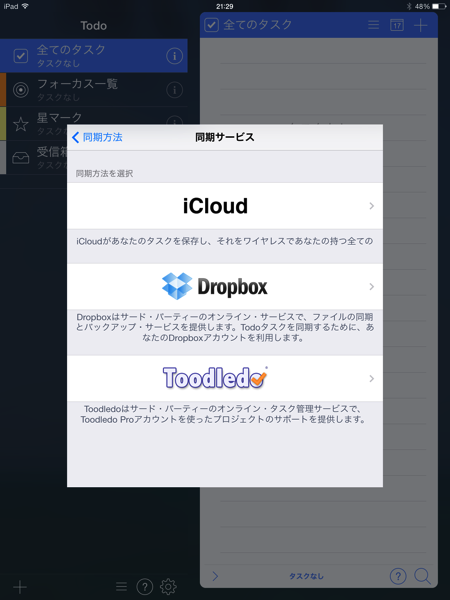 iPad 21:29 48%
Todo
全てのタスク
タスクなし
フォーカス一覧
タスクなし
星マーク
受信箱
全てのタスク
17
同期方法 同期サービス
同期方法を選択
iCloud
iCloudがあなたのタスクを保存し、それをワイヤレスであなたの持つ全ての
Dropbox
Dropboxはサード・パーティーのオンライン・サービスで、ファイルの同期
とバックアップ・サービスを提供します。Todoタスクを同期するために、あ
なたのDropboxアカウントを利用します。
Toodledo
Toodledoはサード・パーティーのオンライン・タスク管理サービスで、
Toodledo Proアカウントを使ったプロジェクトのサポートを提供します。
タスクなし